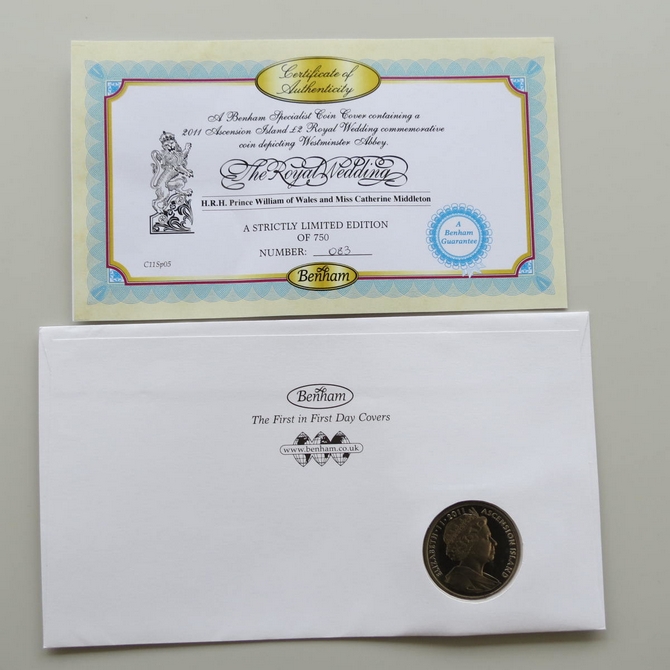 Certificate of
Authenticity
A Benham Specialist Coin Cover containing a
2011 Ascension Island £2 Royal Wedding commemorative
coin depicting Westminster Abbey.
The Royal Wedding
H.R.H. Prince William of Wales and Miss Catherine Middleton
A STRICTLY LIMITED EDITION
OF 750
NUMBER: 083
A
Benham
Guarantee
C11Sp05
Benham
Benham
The First in First Day Covers
www.benham.co.uk
ELIZABETH·II·2011 ASCENSION ISLAND